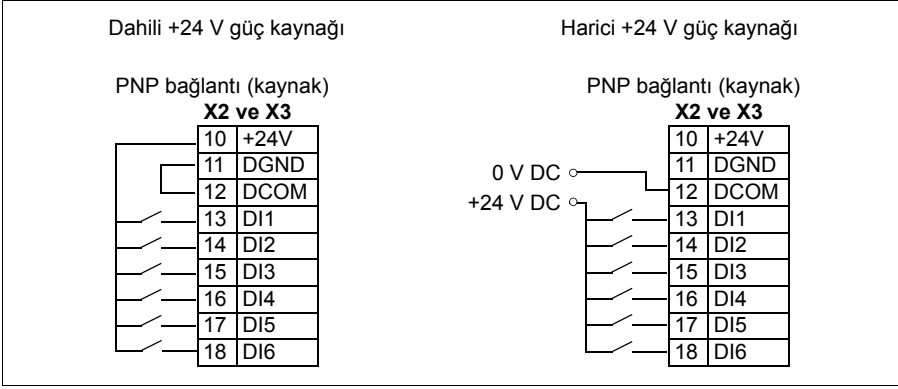 Dahili +24 V güç kaynağı
PNP bağlantı (kaynak)
X2 ve X3
10 +24V
11 DGND
12 DCOM
13 DI1
14 DI2
15 DI3
16 DI4
17 DI5
18 DI6
Harici +24 V güç kaynağı
PNP bağlantı (kaynak)
X2 ve X3
0 V DC
+24 V DC
10 +24V
11 DGND
12 DCOM
13 DI1
14 DI2
15 DI3
16 DI4
17 DI5
18 DI6